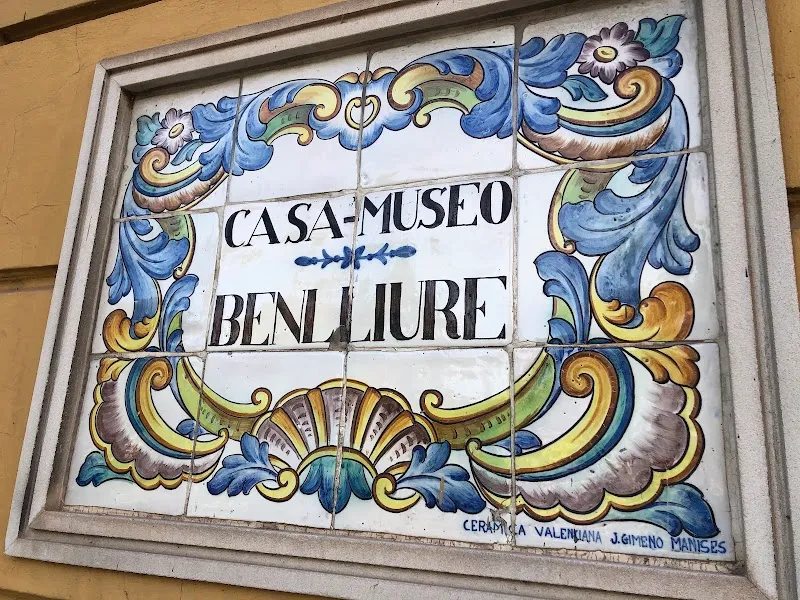 CASA-MUSEO
BENLLIURE
CERAMICA VALENCIANA J. GIMENO MANISES